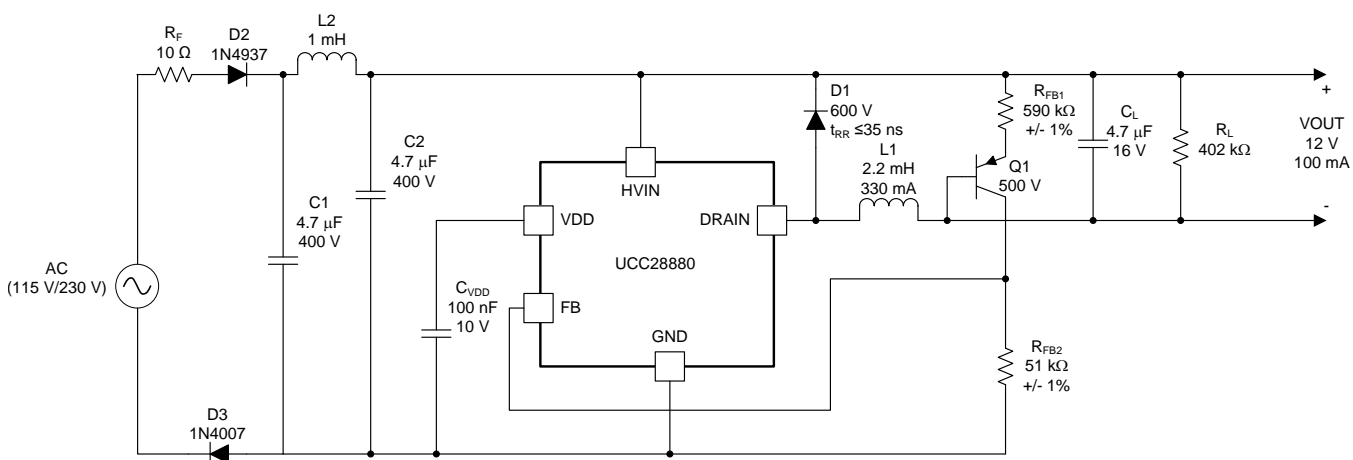 R_F
10 Ω
D2
1N4937
L2
1 mH
C1
4.7 μF
400 V
C2
4.7 μF
400 V
AC
(115 V/230 V)
D3
1N4007
C_VDD
100 nF
10 V
HVIN
VDD
DRAIN
UCC28880
FB
GND
D1
600 V
t_RR ≤35 ns
L1
2.2 mH
330 mA
R_FB1
590 kΩ
+/- 1%
Q1
500 V
C_L
4.7 μF
16 V
R_L
402 kΩ
+
VOUT
12 V
100 mA
-
R_FB2
51 kΩ
+/- 1%